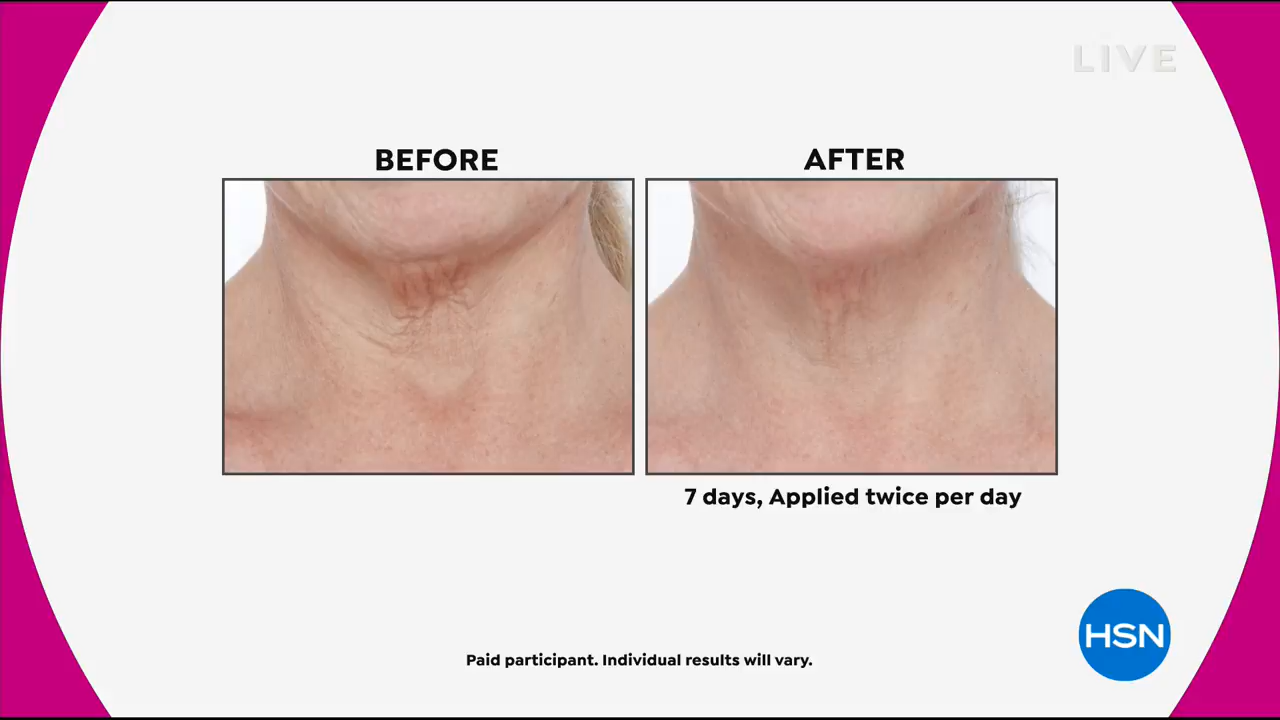 LIVE
BEFORE
AFTER
7 days, Applied twice per day
HSN
Paid participant. Individual results will vary.